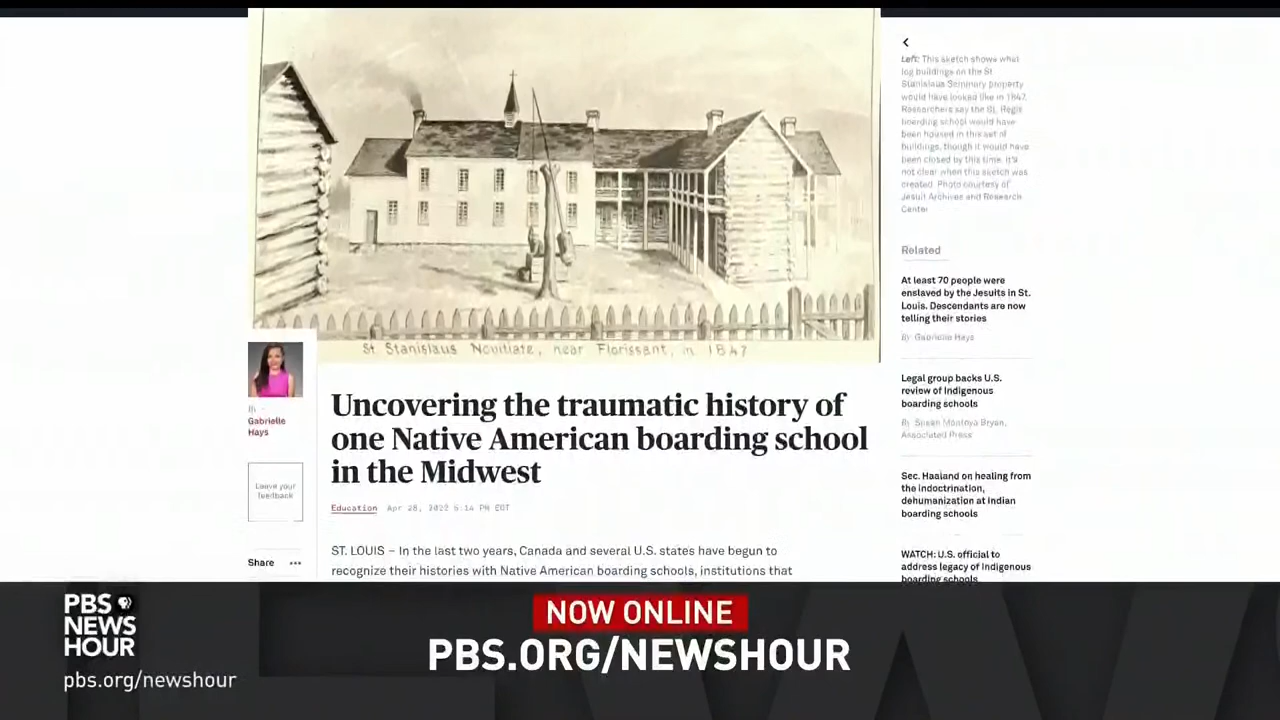 Left: This sketch shows what
log buildings on the St
Stanislaus Seminary property
would have looked like in 1847.
Researchers say the St. Regis
boarding school would have
been housed in this set of
buildings, though it would have
been closed by this time. It's
not clear when this sketch was
created. Photo courtesy of
Jesuit Archives and Research
Center
St. Stanislaus Novitiate, near Florissant, in 1847
By
Gabrielle
Hays
Leave your
feedback
Share
Uncovering the traumatic history of
one Native American boarding school
in the Midwest
Education Apr 28, 2022 5:14 PM EDT
ST. LOUIS – In the last two years, Canada and several U.S. states have begun to
recognize their histories with Native American boarding schools, institutions that
Related
At least 70 people were
enslaved by the Jesuits in St.
Louis. Descendants are now
telling their stories
By Gabrielle Hays
Legal group backs U.S.
review of Indigenous
boarding schools
By Susan Montoya Bryan,
Associated Press
Sec. Haaland on healing from
the indoctrination,
dehumanization at Indian
boarding schools
WATCH: U.S. official to
address legacy of Indigenous
boarding schools
PBS
NEWS
HOUR
pbs.org/newshour
NOW ONLINE
PBS.ORG/NEWSHOUR